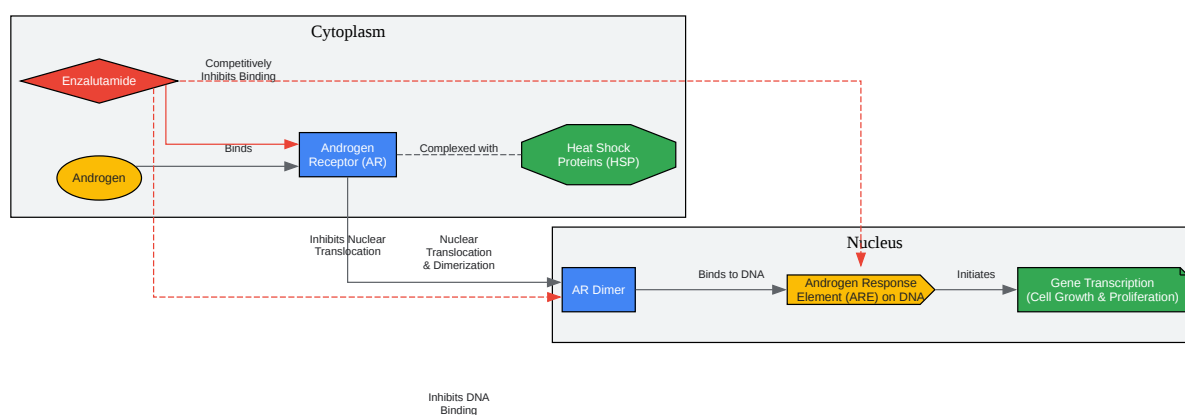 Cytoplasm
Enzalutamide
Competitively
Inhibits Binding
Binds
Androgen
Androgen
Receptor (AR)
Complexed with
Heat Shock
Proteins (HSP)
Inhibits Nuclear
Translocation
Nuclear
Translocation
& Dimerization
Nucleus
AR Dimer
Binds to DNA
Androgen Response
Element (ARE) on DNA
Initiates
Gene Transcription
(Cell Growth & Proliferation)
Inhibits DNA
Binding